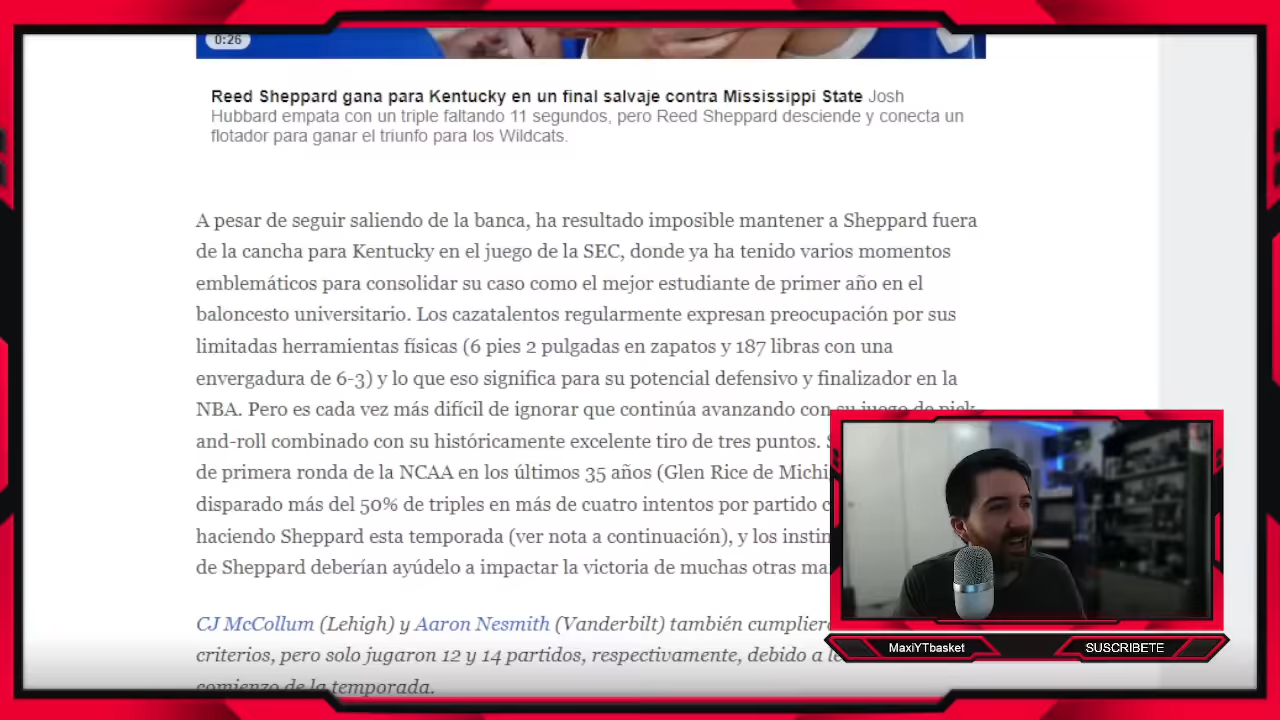 0:26
Reed Sheppard gana para Kentucky en un final salvaje contra Mississippi State Josh
Hubbard empata con un triple faltando 11 segundos, pero Reed Sheppard desciende y conecta un
flotador para ganar el triunfo para los Wildcats.
A pesar de seguir saliendo de la banca, ha resultado imposible mantener a Sheppard fuera
de la cancha para Kentucky en el juego de la SEC, donde ya ha tenido varios momentos
emblemáticos para consolidar su caso como el mejor estudiante de primer año en el
baloncesto universitario. Los cazatalentos regularmente expresan preocupación por sus
limitadas herramientas físicas (6 pies 2 pulgadas en zapatos y 187 libras con una
envergadura de 6-3) y lo que eso significa para su potencial defensivo y finalizador en la
NBA. Pero es cada vez más difícil de ignorar que continúa avanzando con su juego de pick-
and-roll combinado con su históricamente excelente tiro de tres puntos.
de primera ronda de la NCAA en los últimos 35 años (Glen Rice de
disparado más del 50% de triples en más de cuatro intentos por partido
haciendo Sheppard esta temporada (ver nota a continuación), y los
de Sheppard deberían ayúdelo a impactar la victoria de muchas otras
CJ McCollum (Lehigh) y Aaron Nesmith (Vanderbilt) también
criterios, pero solo jugaron 12 y 14 partidos, respectivamente, debido a
comienzo de la temporada.
MaxiYTbasket
SUSCRIBETE